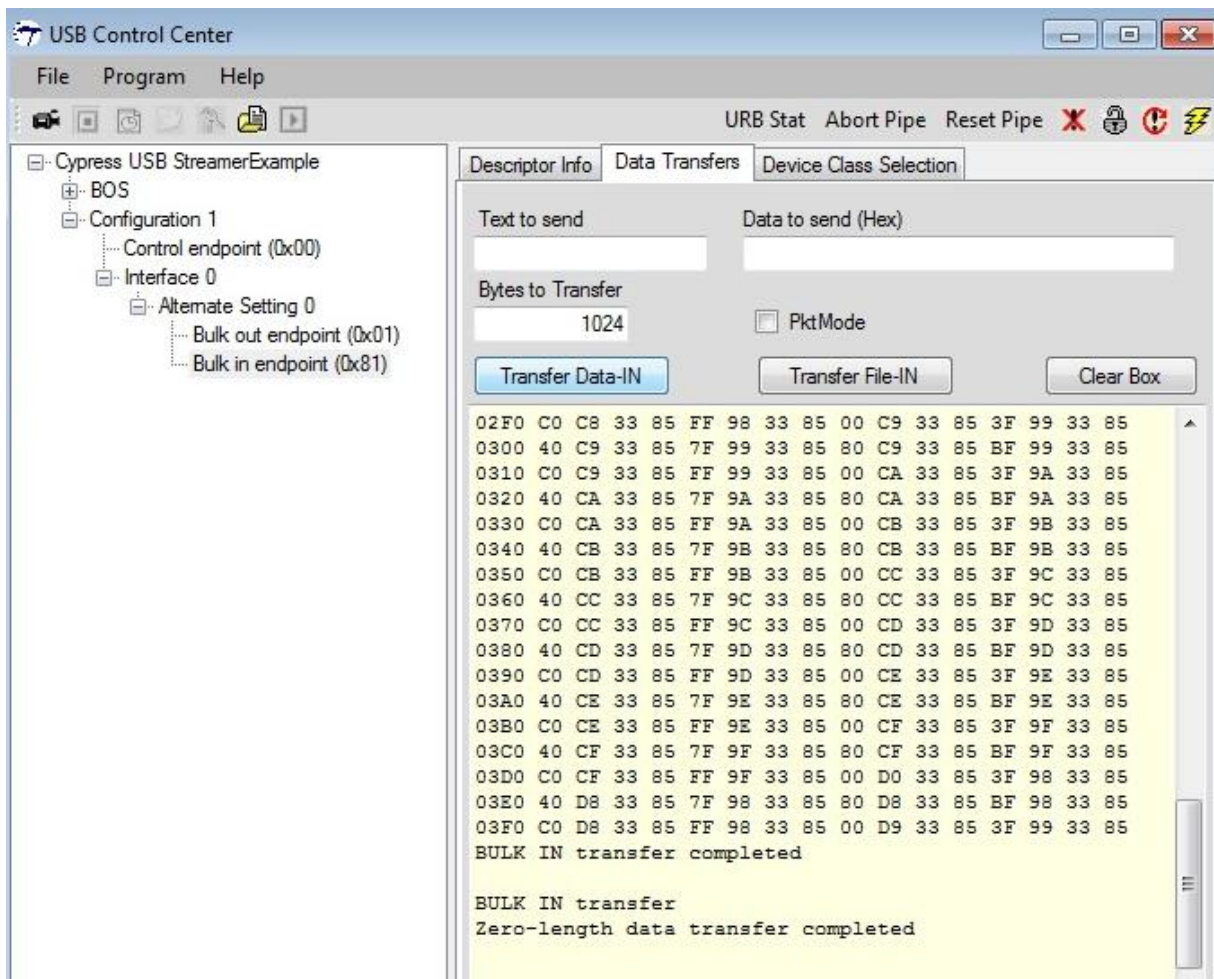 USB Control Center
File Program Help
URB Stat Abort Pipe Reset Pipe
Cypress USB StreamerExample
BOS
Configuration 1
Control endpoint (0x00)
Interface 0
Alternate Setting 0
Bulk out endpoint (0x01)
Bulk in endpoint (0x81)
Descriptor Info Data Transfers Device Class Selection
Text to send Data to send (Hex)
Bytes to Transfer
1024 PktMode
Transfer Data-IN Transfer File-IN Clear Box
02F0 C0 C8 33 85 FF 98 33 85 00 C9 33 85 3F 99 33 85
0300 40 C9 33 85 7F 99 33 85 80 C9 33 85 BF 99 33 85
0310 C0 C9 33 85 FF 99 33 85 00 CA 33 85 3F 9A 33 85
0320 40 CA 33 85 7F 9A 33 85 80 CA 33 85 BF 9A 33 85
0330 C0 CA 33 85 FF 9A 33 85 00 CB 33 85 3F 9B 33 85
0340 40 CB 33 85 7F 9B 33 85 80 CB 33 85 BF 9B 33 85
0350 C0 CB 33 85 FF 9B 33 85 00 CC 33 85 3F 9C 33 85
0360 40 CC 33 85 7F 9C 33 85 80 CC 33 85 BF 9C 33 85
0370 C0 CC 33 85 FF 9C 33 85 00 CD 33 85 3F 9D 33 85
0380 40 CD 33 85 7F 9D 33 85 80 CD 33 85 BF 9D 33 85
0390 C0 CD 33 85 FF 9D 33 85 00 CE 33 85 3F 9E 33 85
03A0 40 CE 33 85 7F 9E 33 85 80 CE 33 85 BF 9E 33 85
03B0 C0 CE 33 85 FF 9E 33 85 00 CF 33 85 3F 9F 33 85
03C0 40 CF 33 85 7F 9F 33 85 80 CF 33 85 BF 9F 33 85
03D0 C0 CF 33 85 FF 9F 33 85 00 D0 33 85 3F 98 33 85
03E0 40 D8 33 85 7F 98 33 85 80 D8 33 85 BF 98 33 85
03F0 C0 D8 33 85 FF 98 33 85 00 D9 33 85 3F 99 33 85
BULK IN transfer completed
BULK IN transfer
Zero-length data transfer completed